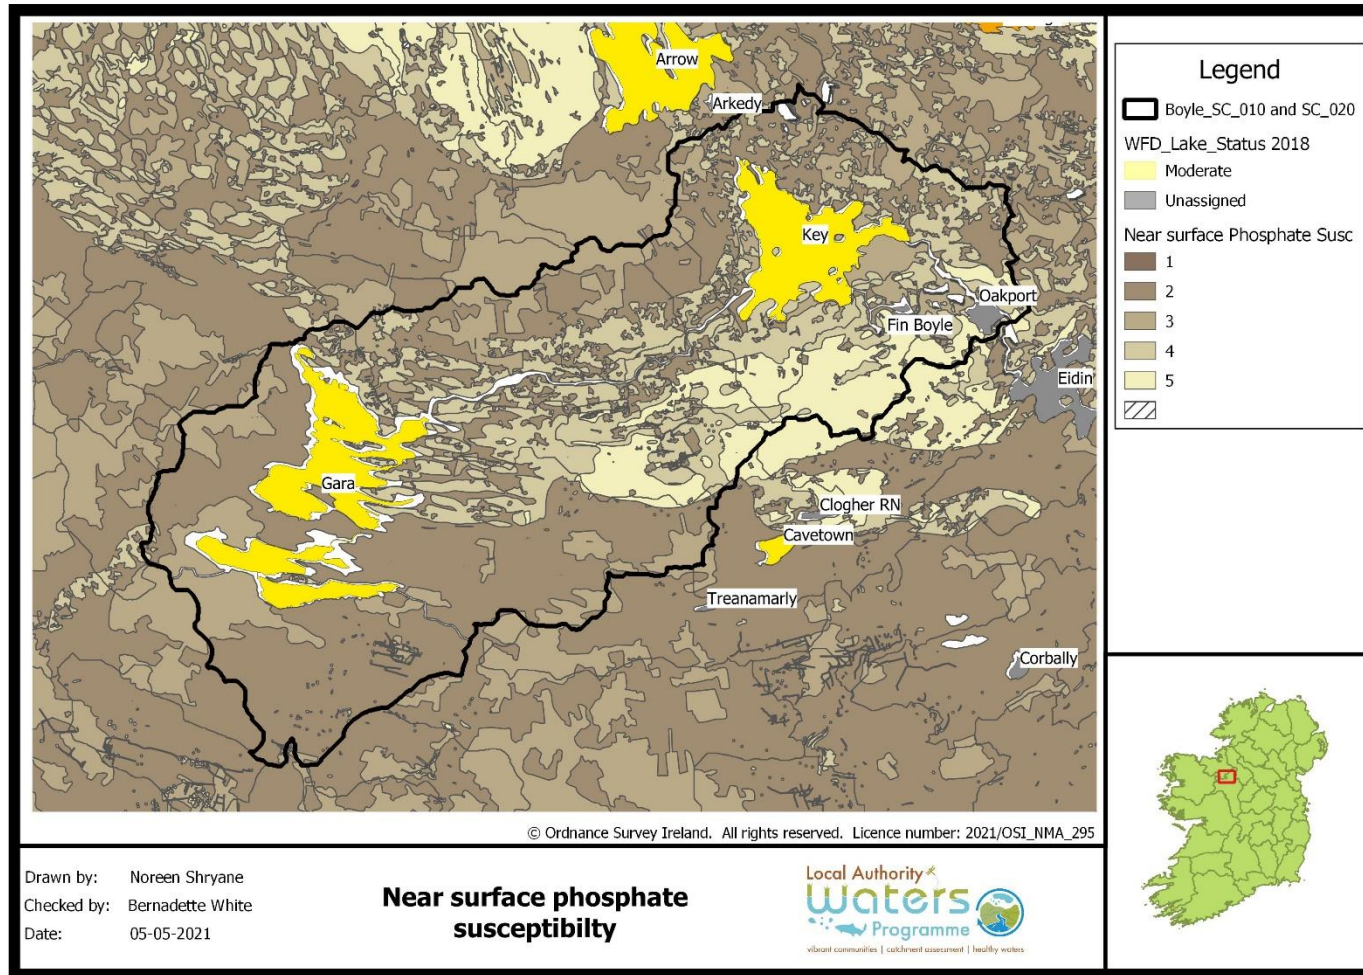 Arrow
Arkedy
Key
Oakport
Fin Boyle
Eidin
Gara
Clogher RN
Cavetown
Treanamarly
Corbally
© Ordnance Survey Ireland. All rights reserved. Licence number: 2021/OSI_NMA_295
Legend
Boyle_SC_010 and SC_020
WFD_Lake_Status 2018
Moderate
Unassigned
Near surface Phosphate Susc
1
2
3
4
5
Drawn by: Noreen Shryane
Checked by: Bernadette White
Date: 05-05-2021
Near surface phosphate
susceptibilty
Local Authority
Waters
Programme
vibrant communities | catchment assessment | healthy waters